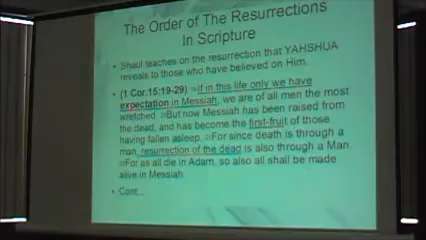 The Order of The Resurrections
In Scripture
• Shaul teaches on the resurrection that YAHSHUA
reveals to those who have believed on Him.
• (1 Cor.15:19-29) 19If in this life only we have
expectation in Messiah, we are of all men the most
wretched. 20But now Messiah has been raised from
the dead, and has become the first-fruit of those
having fallen asleep. 21For since death is through a
man, resurrection of the dead is also through a Man.
22For as all die in Adam, so also all shall be made
alive in Messiah.
• Cont...